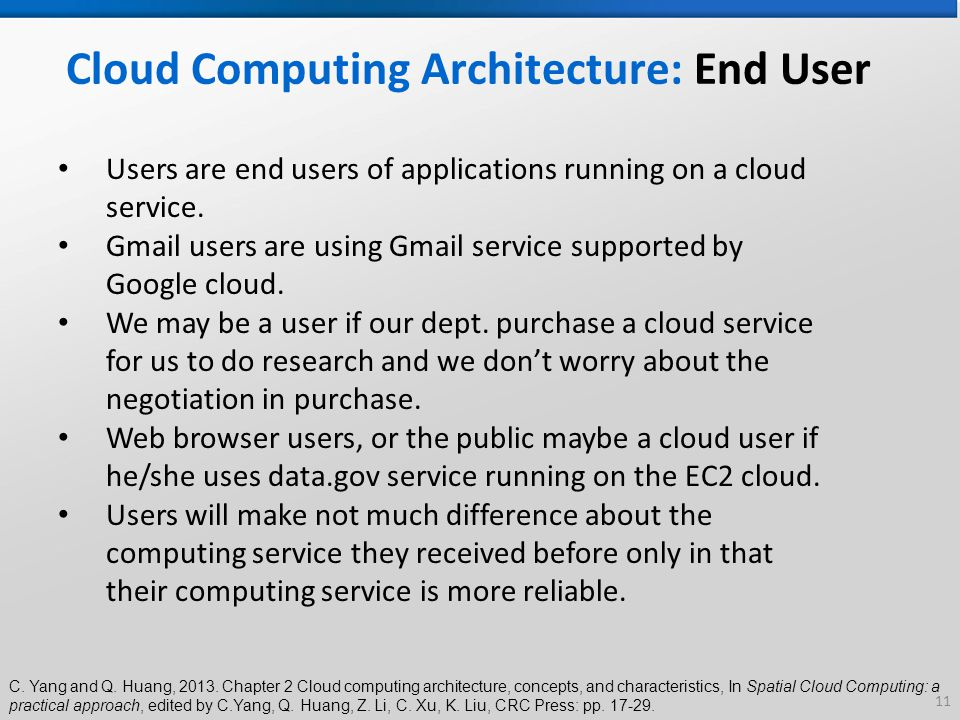 Cloud Computing Architecture: End User
• Users are end users of applications running on a cloud
service.
• Gmail users are using Gmail service supported by
Google cloud.
• We may be a user if our dept. purchase a cloud service
for us to do research and we don’t worry about the
negotiation in purchase.
• Web browser users, or the public maybe a cloud user if
he/she uses data.gov service running on the EC2 cloud.
• Users will make not much difference about the
computing service they received before only in that
their computing service is more reliable.
C. Yang and Q. Huang, 2013. Chapter 2 Cloud computing architecture, concepts, and characteristics, In Spatial Cloud Computing: a
practical approach, edited by C.Yang, Q. Huang, Z. Li, C. Xu, K. Liu, CRC Press: pp. 17-29.
11